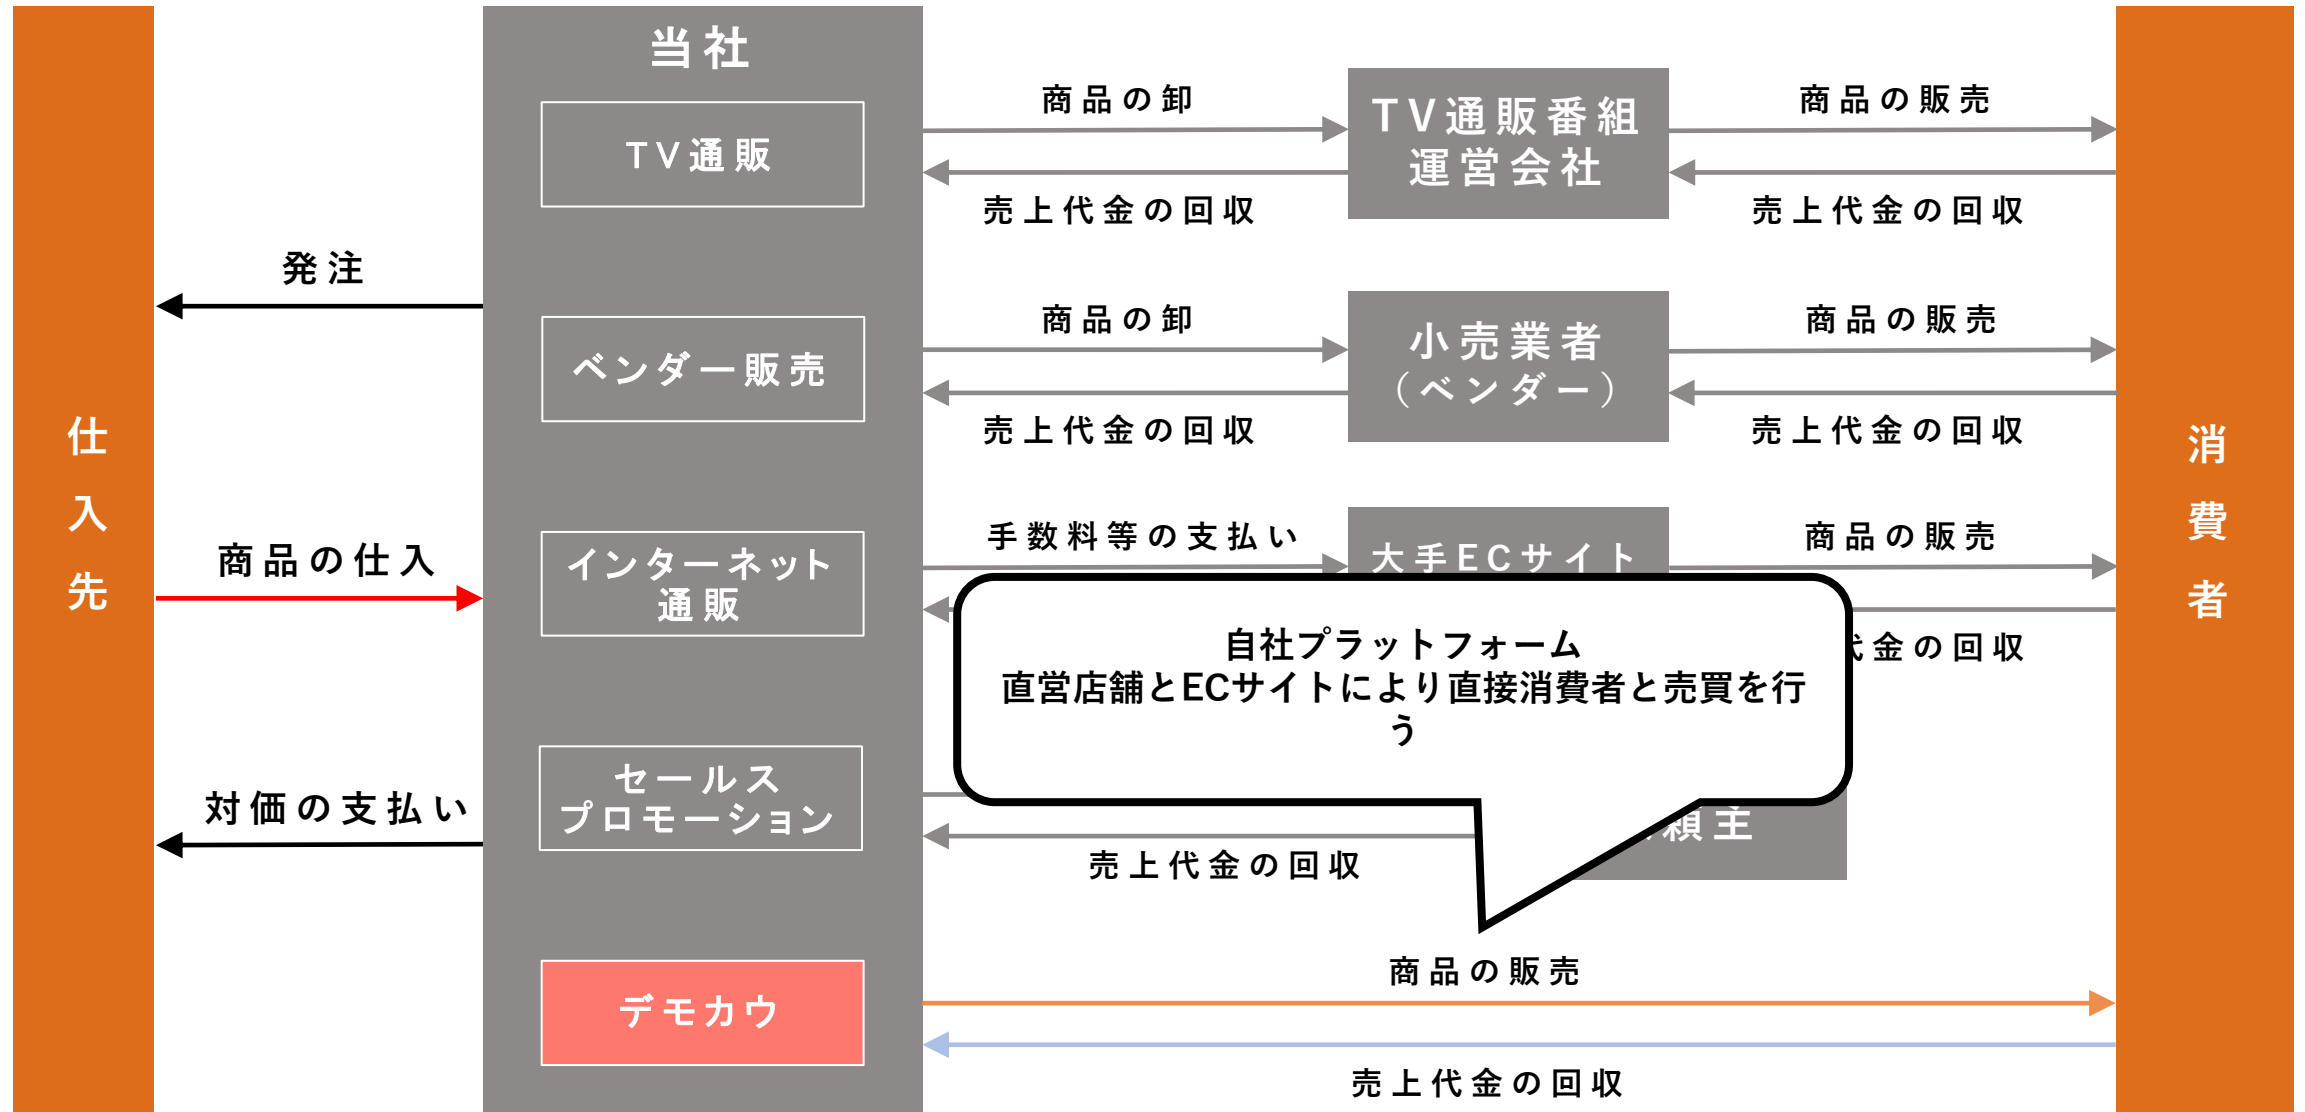 仕入先
発注
商品の仕入
対価の支払い
当社
TV通販
ベンダー販売
インターネット
通販
セールス
プロモーション
デモカウ
商品の卸
売上代金の回収
TV通販番組
運営会社
商品の販売
売上代金の回収
商品の卸
売上代金の回収
小売業者
(ベンダー)
商品の販売
売上代金の回収
手数料等の支払い
大手ECサイト
商品の販売
金の回収
自社プラットフォーム
直営店舗とECサイトにより直接消費者と売買を行
う
頼主
売上代金の回収
商品の販売
売上代金の回収
消費者